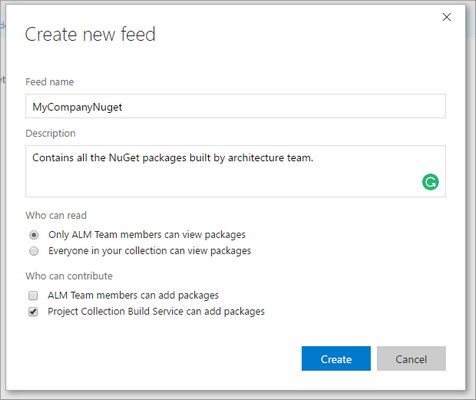 Create new feed
Feed name
MyCompanyNuget
Description
Contains all the NuGet packages built by architecture team.
Who can read
Only ALM Team members can view packages
Everyone in your collection can view packages
Who can contribute
ALM Team members can add packages
Project Collection Build Service can add packages
Create
Cancel